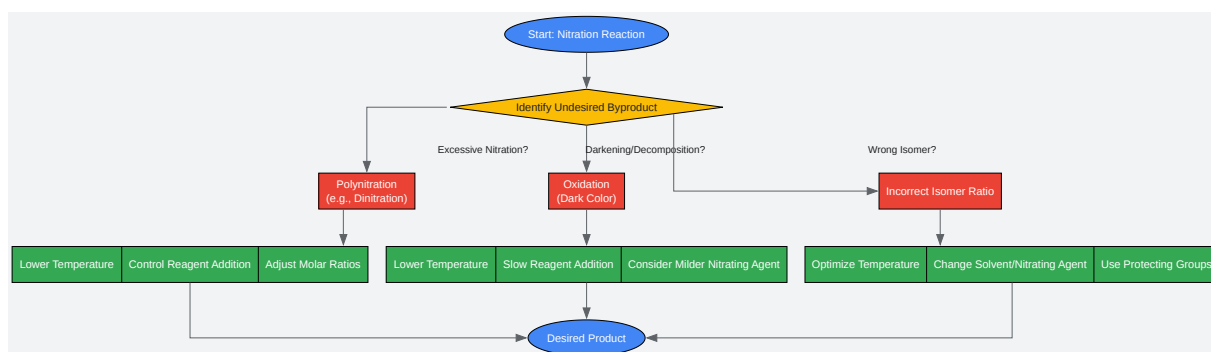 Start: Nitration Reaction
Identify Undesired Byproduct
Excessive Nitration?
Darkening/Decomposition?
Wrong Isomer?
Polynitration
(e.g., Dinitration)
Oxidation
(Dark Color)
Incorrect Isomer Ratio
Lower Temperature
Control Reagent Addition
Adjust Molar Ratios
Lower Temperature
Slow Reagent Addition
Consider Milder Nitrating Agent
Optimize Temperature
Change Solvent/Nitrating Agent
Use Protecting Groups
Desired Product